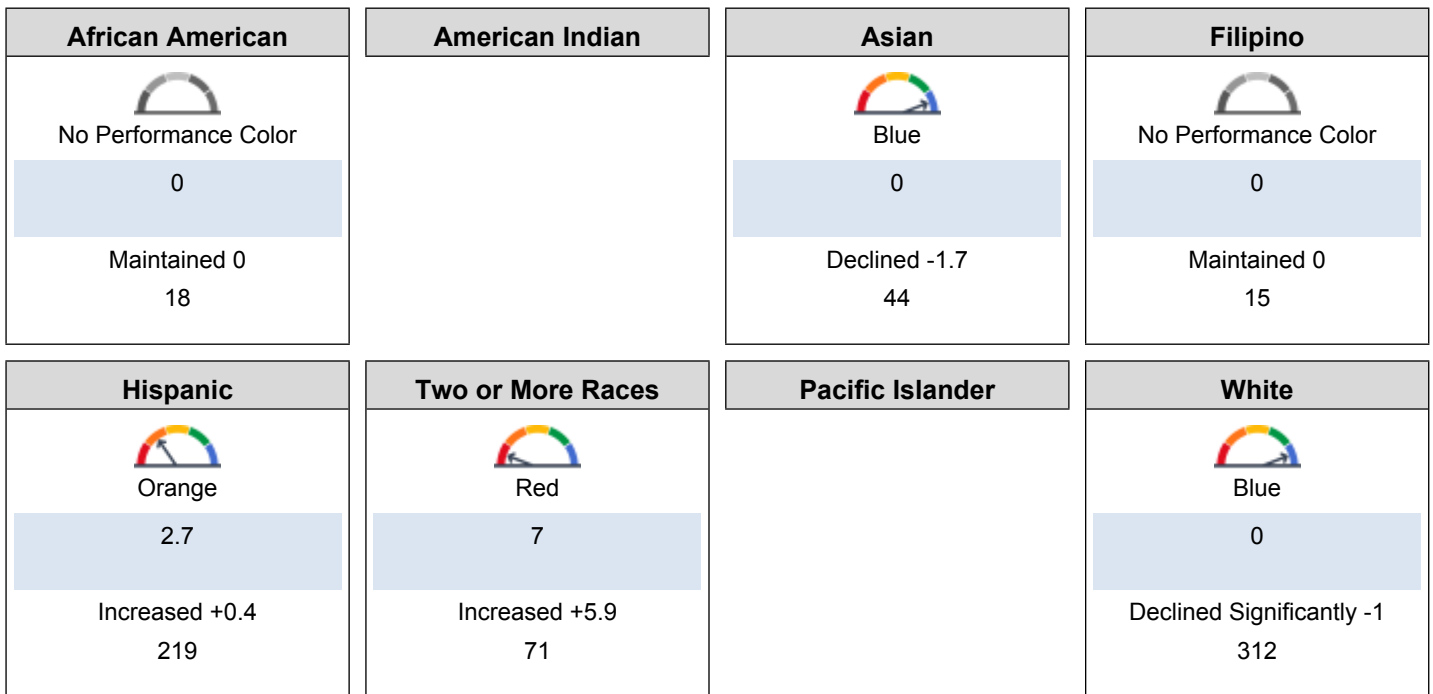 African American
No Performance Color
0
Maintained 0
18
American Indian
Asian
Blue
0
Declined -1.7
44
Filipino
No Performance Color
0
Maintained 0
15
Hispanic
Orange
2.7
Increased +0.4
219
Two or More Races
Red
7
Increased +5.9
71
Pacific Islander
White
Blue
0
Declined Significantly -1
312